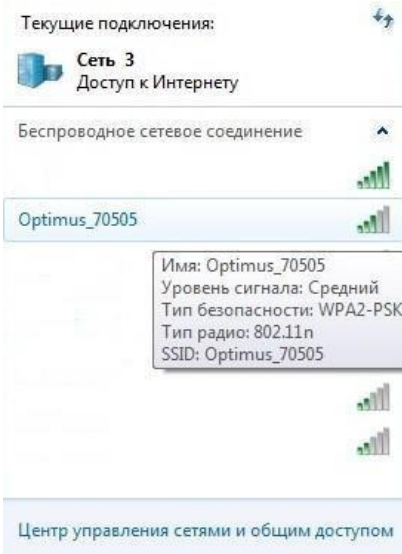 Текущие подключения:
Сеть 3
Доступ к Интернету
Беспроводное сетевое соединение
Optimus_70505
Имя: Optimus_70505
Уровень сигнала: Средний
Тип безопасности: WPA2-PSK
Тип радио: 802.11n
SSID: Optimus_70505
Центр управления сетями и общим доступом